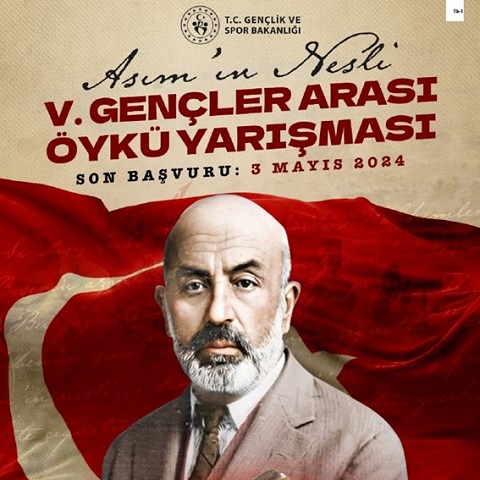 T.C. GENÇLİK VE
SPOR BAKANLIĞI
Asım'ın Nesli
V. GENÇLER ARASI
ÖYKÜ YARIŞMASI
SON BAŞVURU: 3 MAYIS 2024